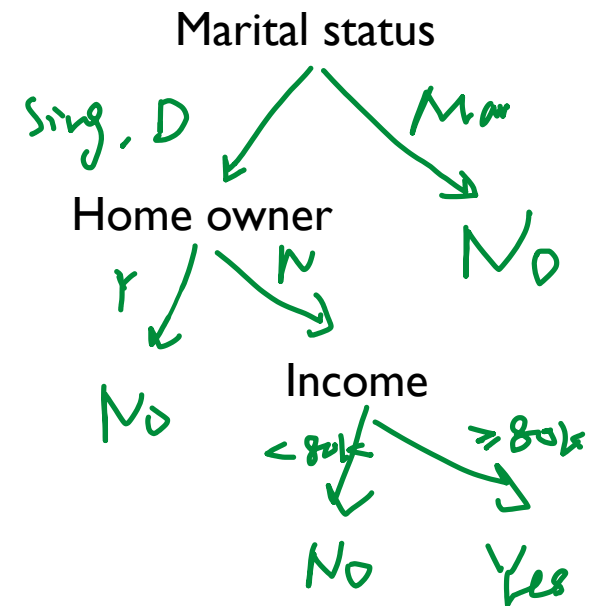 Marital status
Sing, D
Mar
Home owner
Y
N
No
No
Income
<80k
≥80k
No
Yes